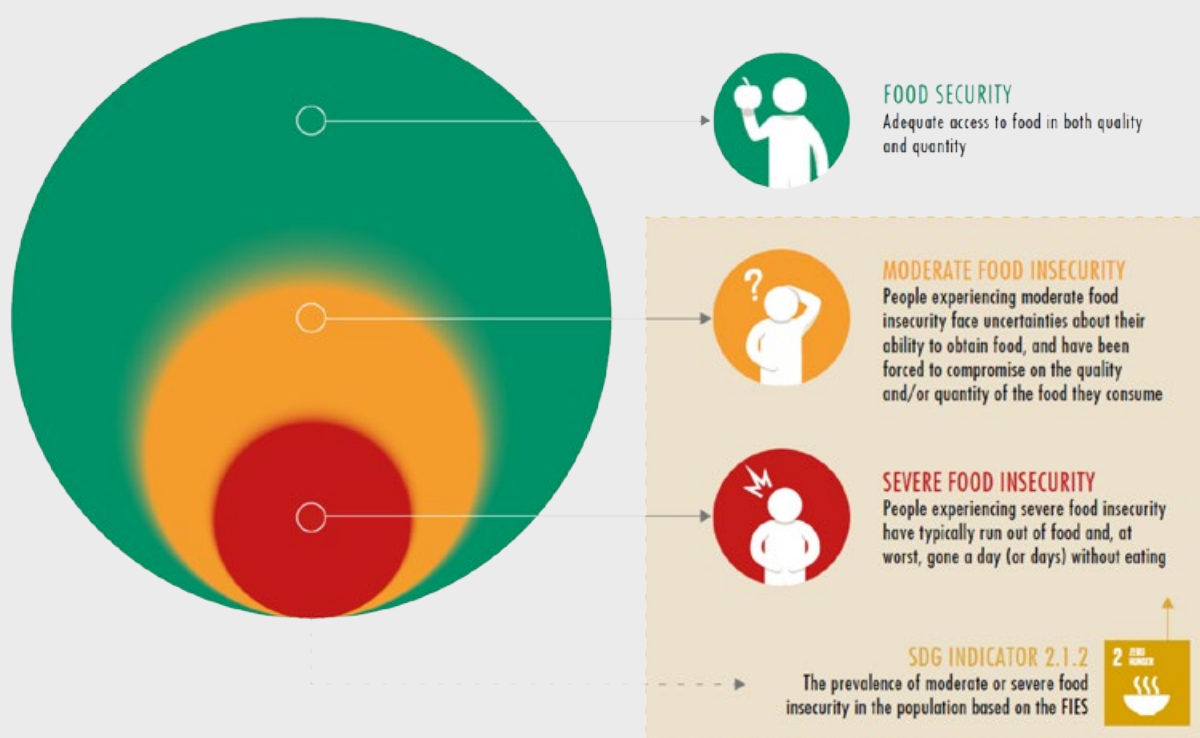 FOOD SECURITY
Adequate access to food in both quality
and quantity
?
MODERATE FOOD INSECURITY
People experiencing moderate food
insecurity face uncertainties about their
ability to obtain food, and have been
forced to compromise on the quality
and/or quantity of the food they consume
SEVERE FOOD INSECURITY
People experiencing severe food insecurity
have typically run out of food and, at
worst, gone a day (or days) without eating
SDG INDICATOR 2.1.2
The prevalence of moderate or severe food
insecurity in the population based on the FIES
2 ZERO
HUNGER